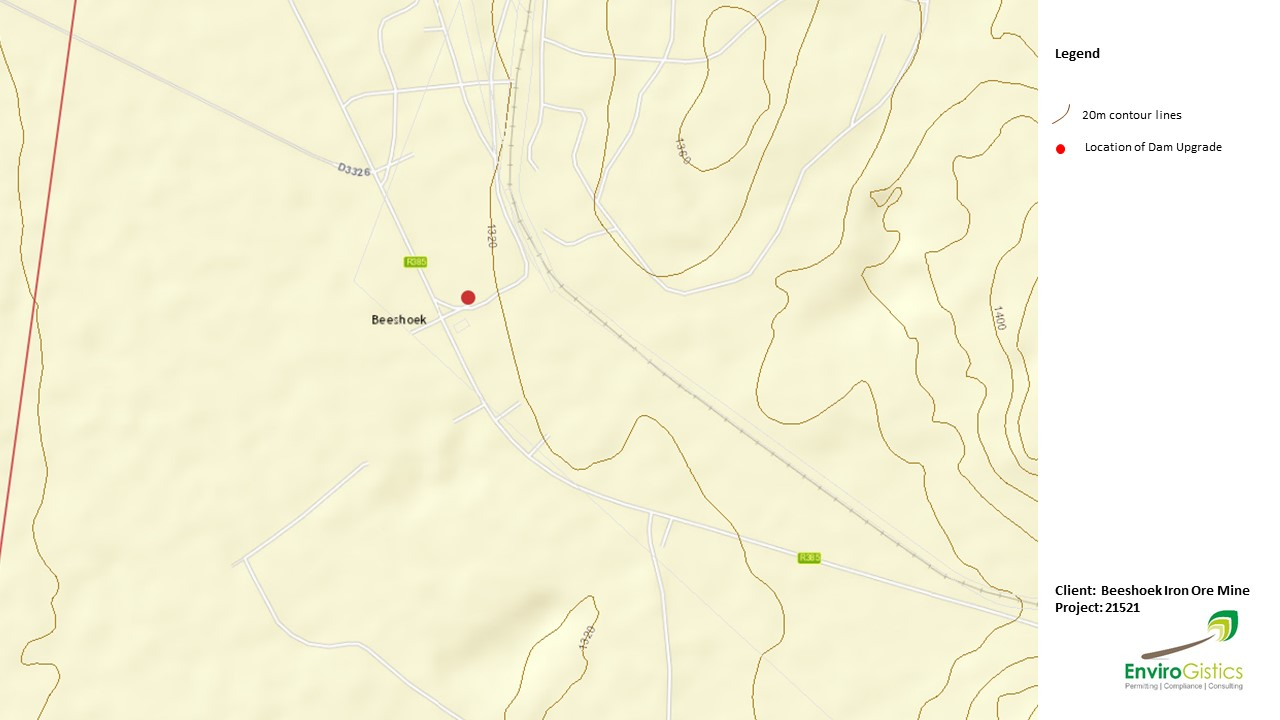 Legend
20m contour lines
Location of Dam Upgrade
1360
D3326
1320
R385
Beeshoek
1400
R385
1320
Client: Beeshoek Iron Ore Mine
Project: 21521
EnviroGistics
Permitting | Compliance | Consulting